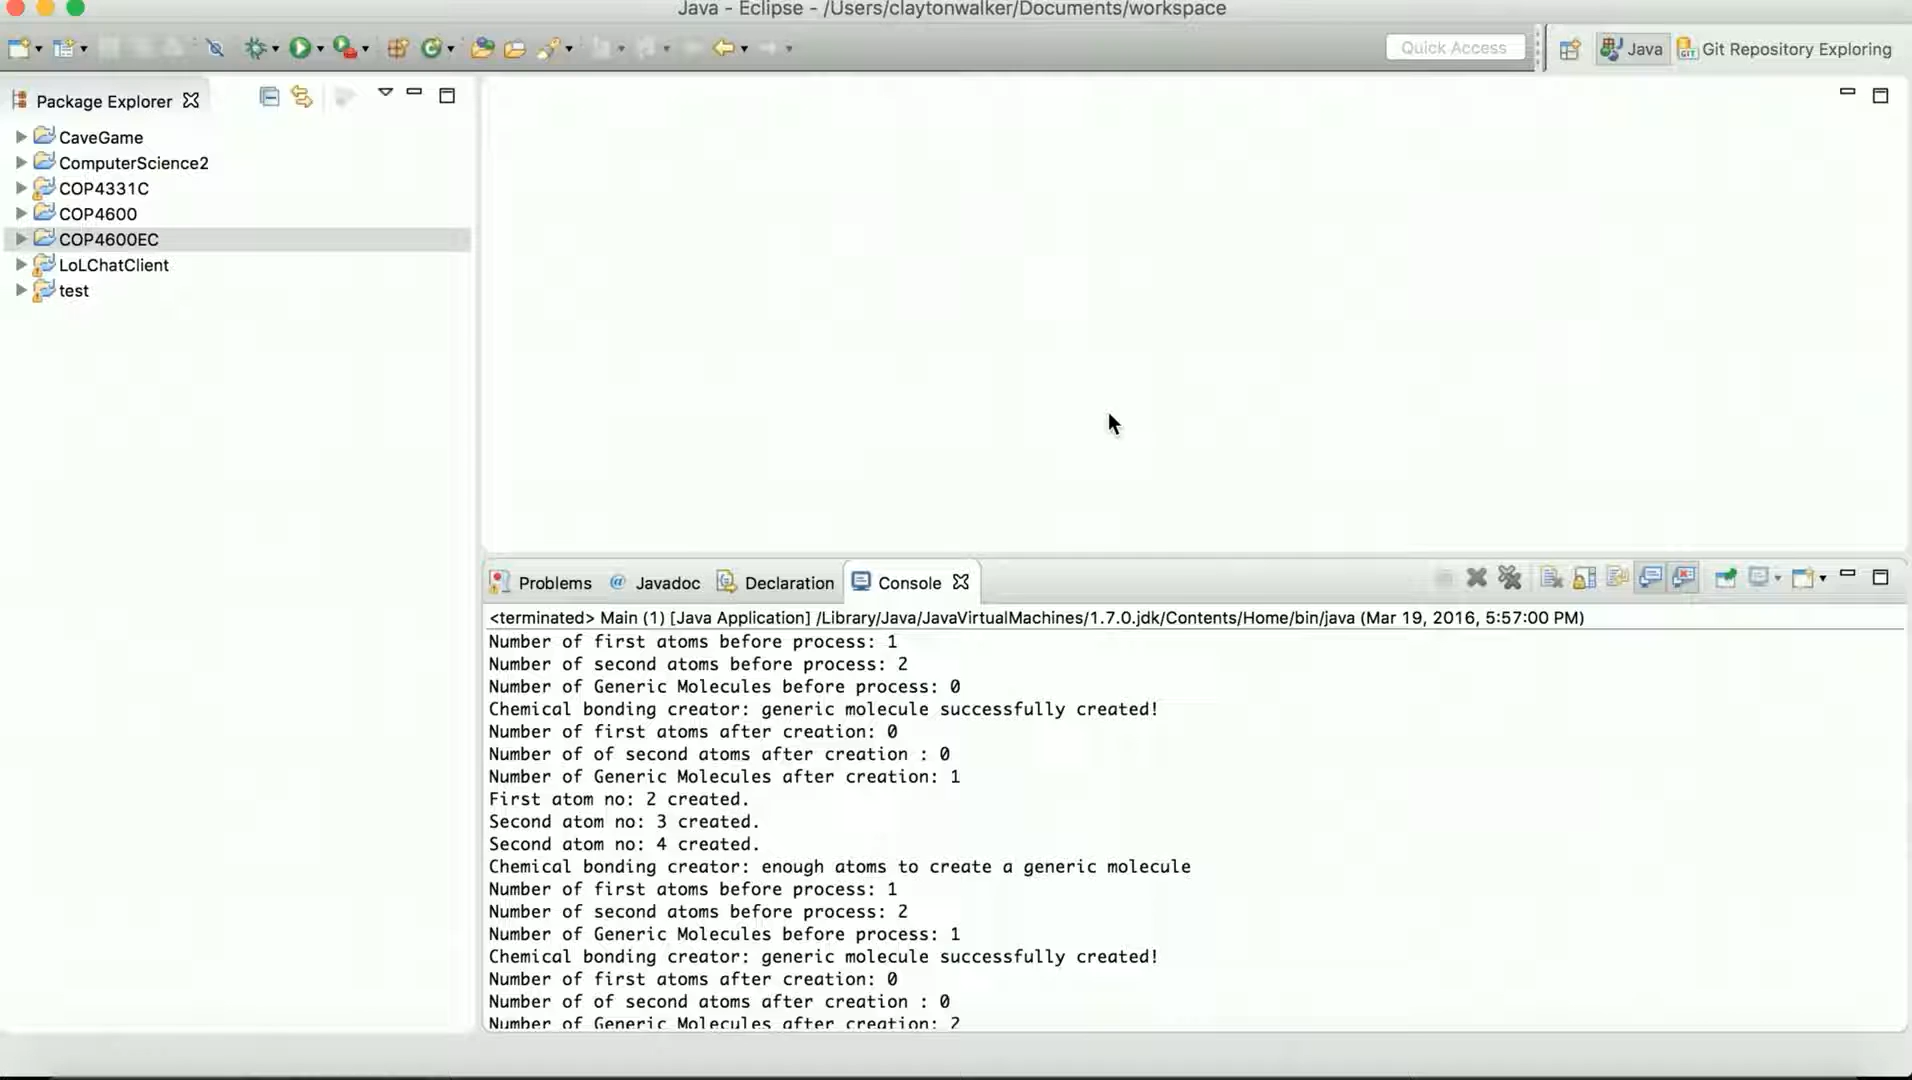 Java - Eclipse - /Users/claytonwalker/Documents/workspace
Quick Access
Java
Git Repository Exploring
Package Explorer
CaveGame
ComputerScience2
COP4331C
COP4600
COP4600EC
LoLChatClient
test
Problems
@ Javadoc
Declaration
Console
<terminated> Main (1) [Java Application] /Library/Java/JavaVirtualMachines/1.7.0.jdk/Contents/Home/bin/java (Mar 19, 2016, 5:57:00 PM)
Number of first atoms before process: 1
Number of second atoms before process: 2
Number of Generic Molecules before process: 0
Chemical bonding creator: generic molecule successfully created!
Number of first atoms after creation: 0
Number of of second atoms after creation : 0
Number of Generic Molecules after creation: 1
First atom no: 2 created.
Second atom no: 3 created.
Second atom no: 4 created.
Chemical bonding creator: enough atoms to create a generic molecule
Number of first atoms before process: 1
Number of second atoms before process: 2
Number of Generic Molecules before process: 1
Chemical bonding creator: generic molecule successfully created!
Number of first atoms after creation: 0
Number of of second atoms after creation : 0
Number of Generic Molecules after creation: 2